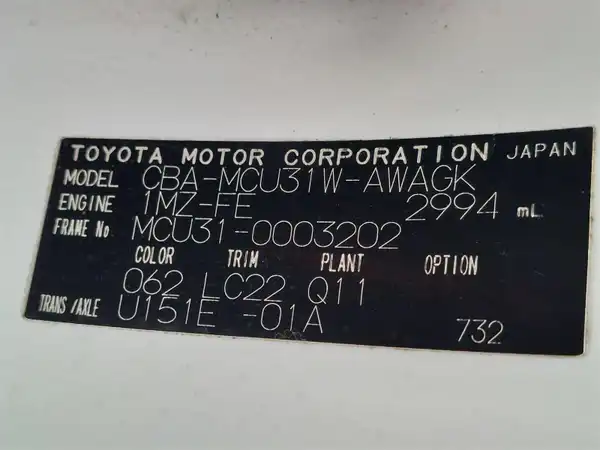 TOYOTA MOTOR CORPORATION JAPAN
MODEL CBA-MCU31W-AWAGK
ENGINE 1MZ-FE 2994 mL
FRAME No MCU31-0003202
COLOR TRIM PLANT OPTION
062 LC22 Q11
TRANS/AXLE U151E -01A
732